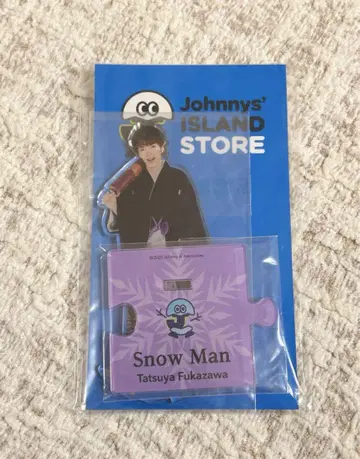 Johnnys'
ISLAND
STORE
Snow Man
Tatsuya Fukazawa